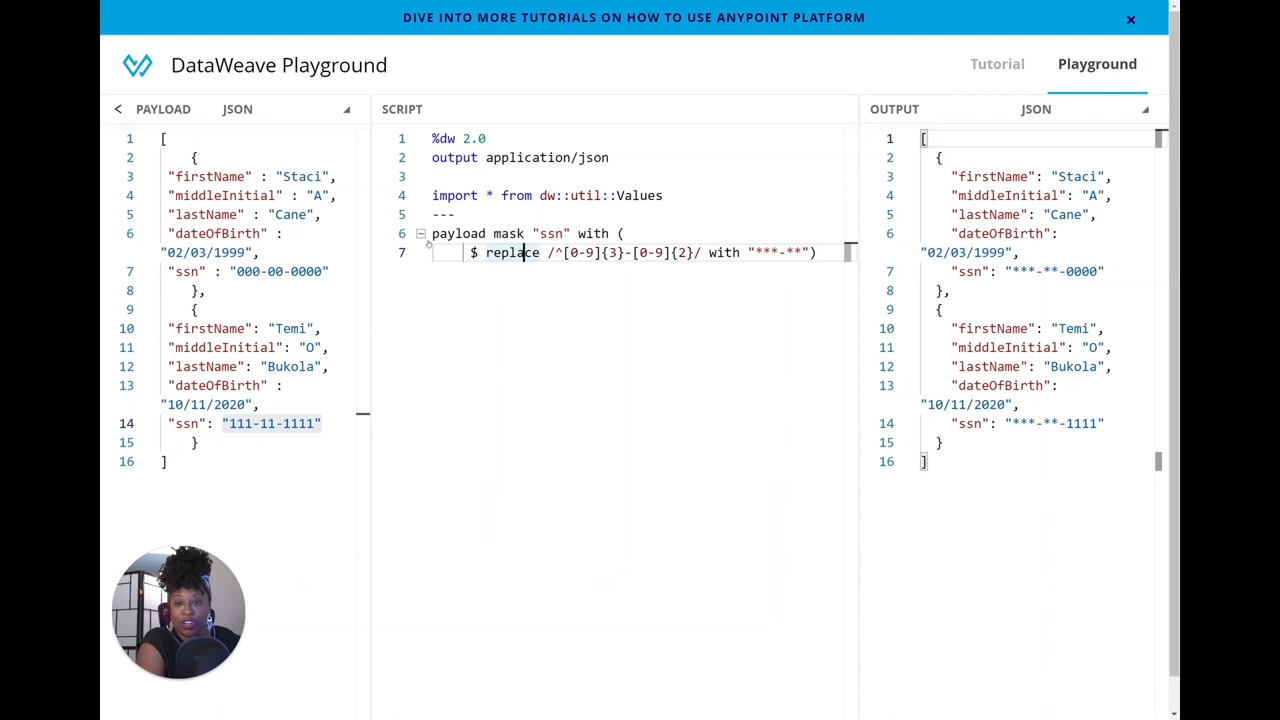 DIVE INTO MORE TUTORIALS ON HOW TO USE ANYPOINT PLATFORM ×
DataWeave Playground
Tutorial Playground
< PAYLOAD JSON
1 [
2 {
3 "firstName" : "Staci",
4 "middleInitial" : "A",
5 "lastName" : "Cane",
6 "dateOfBirth" :
"02/03/1999",
7 "ssn" : "000-00-0000"
8 },
9 {
10 "firstName": "Temi",
11 "middleInitial": "O",
12 "lastName": "Bukola",
13 "dateOfBirth" :
"10/11/2020",
14 "ssn": "111-11-1111"
15 }
16 ]
SCRIPT
1 %dw 2.0
2 output application/json
3
4 import * from dw::util::Values
5 ---
6 payload mask "ssn" with (
7 $ replace /^[0-9]{3}-[0-9]{2}/ with "***-**")
OUTPUT JSON
1 [
2 {
3 "firstName": "Staci",
4 "middleInitial": "A",
5 "lastName": "Cane",
6 "dateOfBirth":
"02/03/1999",
7 "ssn": "***-**-0000"
8 },
9 {
10 "firstName": "Temi",
11 "middleInitial": "O",
12 "lastName": "Bukola",
13 "dateOfBirth":
"10/11/2020",
14 "ssn": "***-**-1111"
15 }
16 ]